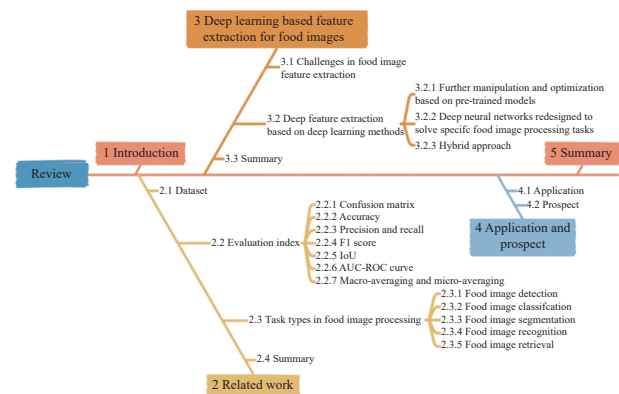 3 Deep learning based feature
extraction for food images
3.1 Challenges in food image
feature extraction
3.2 Deep feature extraction
based on deep learning methods
3.2.1 Further manipulation and optimization
based on pre-trained models
3.2.2 Deep neural networks redesigned to
solve specifc food image processing tasks
3.2.3 Hybrid approach
3.3 Summary
1 Introduction
5 Summary
Review
2.1 Dataset
4.1 Application
4.2 Prospect
4 Application and
prospect
2.2 Evaluation index
2.2.1 Confusion matrix
2.2.2 Accuracy
2.2.3 Precision and recall
2.2.4 F1 score
2.2.5 IoU
2.2.6 AUC-ROC curve
2.2.7 Macro-averaging and micro-averaging
2.3 Task types in food image processing
2.3.1 Food image detection
2.3.2 Food image classifcation
2.3.3 Food image segmentation
2.3.4 Food image recognition
2.3.5 Food image retrieval
2.4 Summary
2 Related work